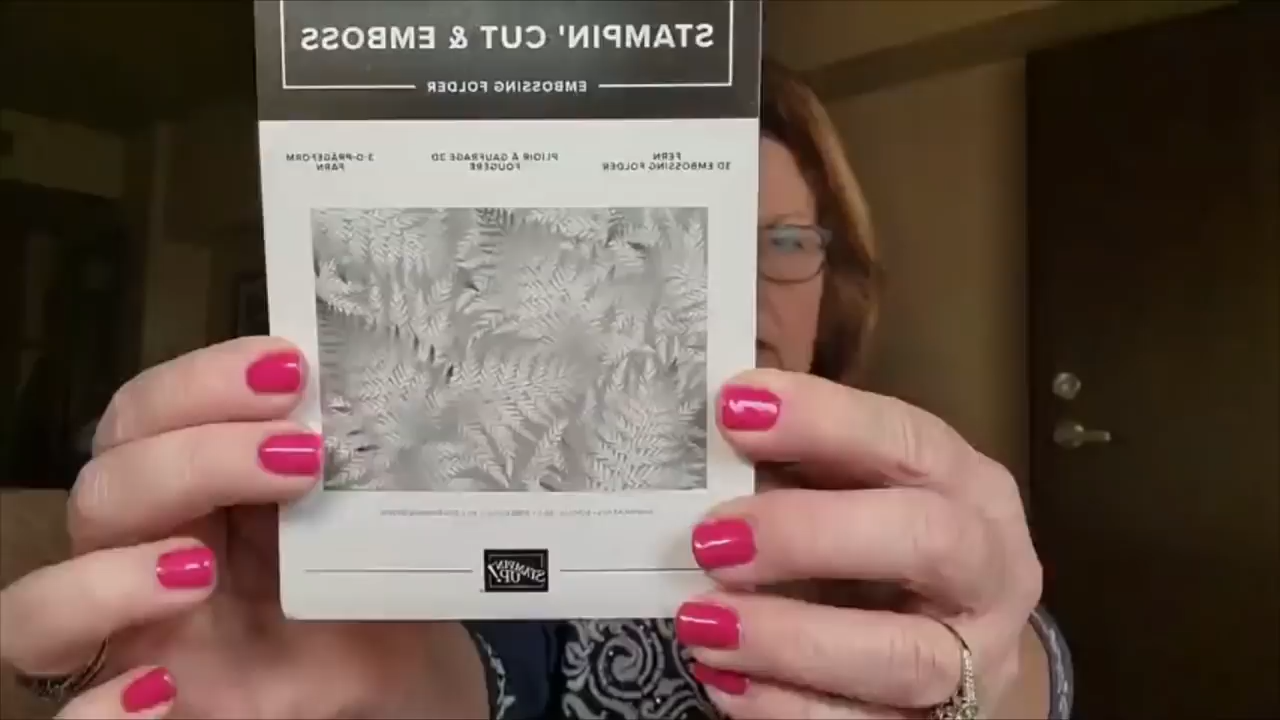 STAMPIN' CUT & EMBOSS
EMBOSSING FOLDER
FERN
3D EMBOSSING FOLDER
PLIOIR À GAUFRAGE 3D
FOUGÈRE
3-D-PRÄGEFORM
FARN
STAMPIN' UP!